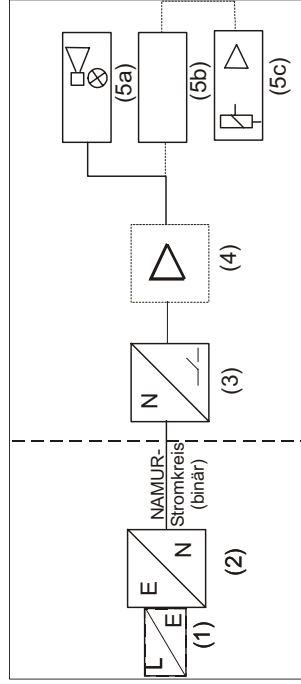 L
E
(1)
E
N
(2)
NAMUR-
Stromkreis
(binär)
N
(3)
(4)
(5a)
(5b)
(5c)